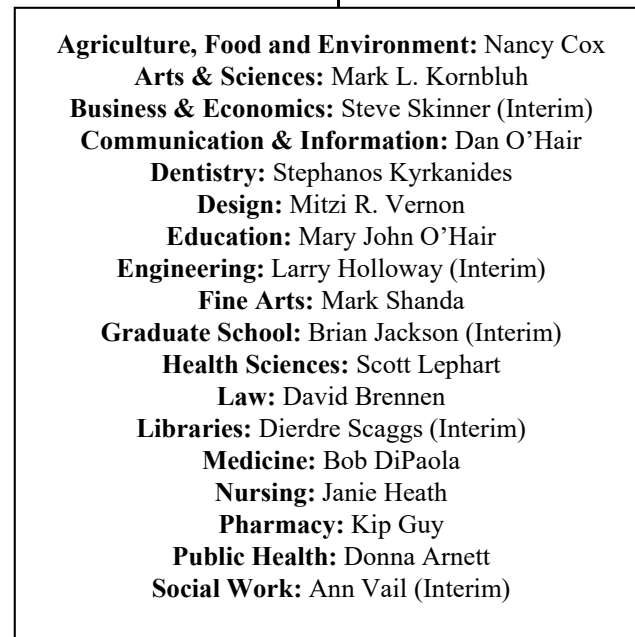 Agriculture, Food and Environment: Nancy Cox
Arts & Sciences: Mark L. Kornbluh
Business & Economics: Steve Skinner (Interim)
Communication & Information: Dan O’Hair
Dentistry: Stephanos Kyrkanides
Design: Mitzi R. Vernon
Education: Mary John O’Hair
Engineering: Larry Holloway (Interim)
Fine Arts: Mark Shanda
Graduate School: Brian Jackson (Interim)
Health Sciences: Scott Lephart
Law: David Brennen
Libraries: Dierdre Scaggs (Interim)
Medicine: Bob DiPaola
Nursing: Janie Heath
Pharmacy: Kip Guy
Public Health: Donna Arnett
Social Work: Ann Vail (Interim)